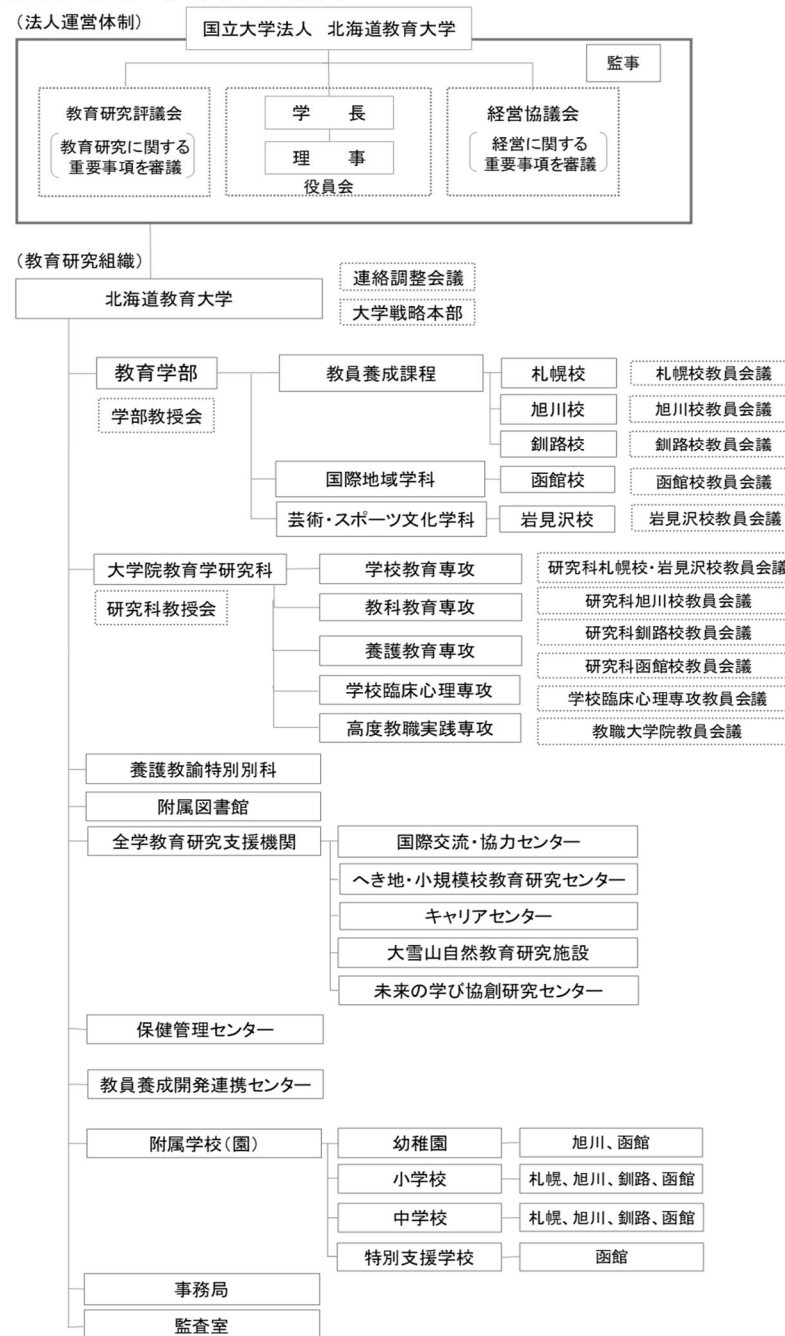 (法人運営体制)
国立大学法人 北海道教育大学
監事
教育研究評議会
教育研究に関する
重要事項を審議
学 長
理 事
役員会
経営協議会
経営に関する
重要事項を審議
(教育研究組織)
北海道教育大学
連絡調整会議
大学戦略本部
教育学部
学部教授会
教員養成課程
札幌校
札幌校教員会議
旭川校
旭川校教員会議
釧路校
釧路校教員会議
国際地域学科
函館校
函館校教員会議
芸術・スポーツ文化学科
岩見沢校
岩見沢校教員会議
大学院教育学研究科
研究科教授会
学校教育専攻
研究科札幌校・岩見沢校教員会議
教科教育専攻
研究科旭川校教員会議
養護教育専攻
研究科釧路校教員会議
研究科函館校教員会議
学校臨床心理専攻
学校臨床心理専攻教員会議
高度教職実践専攻
教職大学院教員会議
養護教諭特別別科
附属図書館
全学教育研究支援機関
国際交流・協力センター
へき地・小規模校教育研究センター
キャリアセンター
大雪山自然教育研究施設
未来の学び協創研究センター
保健管理センター
教員養成開発連携センター
附属学校(園)
幼稚園
旭川、函館
小学校
札幌、旭川、釧路、函館
中学校
札幌、旭川、釧路、函館
特別支援学校
函館
事務局
監査室